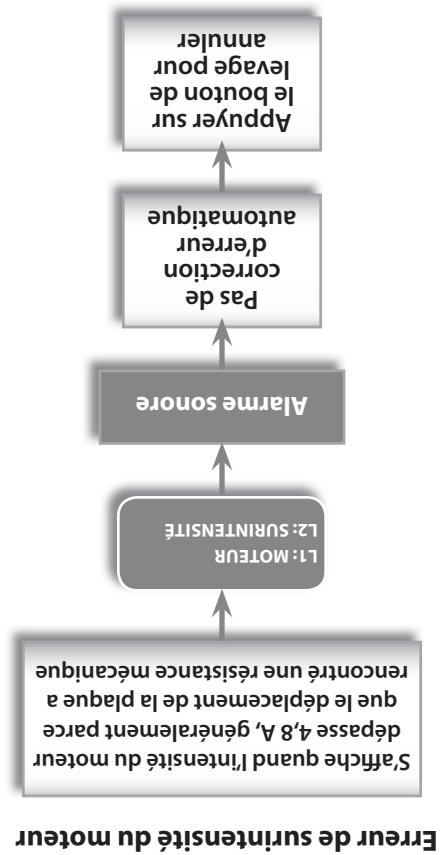 Erreur de surintensité du moteur
S'affiche quand l'intensité du moteur
dépasse 4,8 A, généralement parce
que le déplacement de la plaque a
rencontré une résistance mécanique
L1: MOTEUR
L2: SURINTENSITÉ
Alarme sonore
Pas de
correction
d'erreur
automatique
Appuyer sur
le bouton de
levage pour
annuler